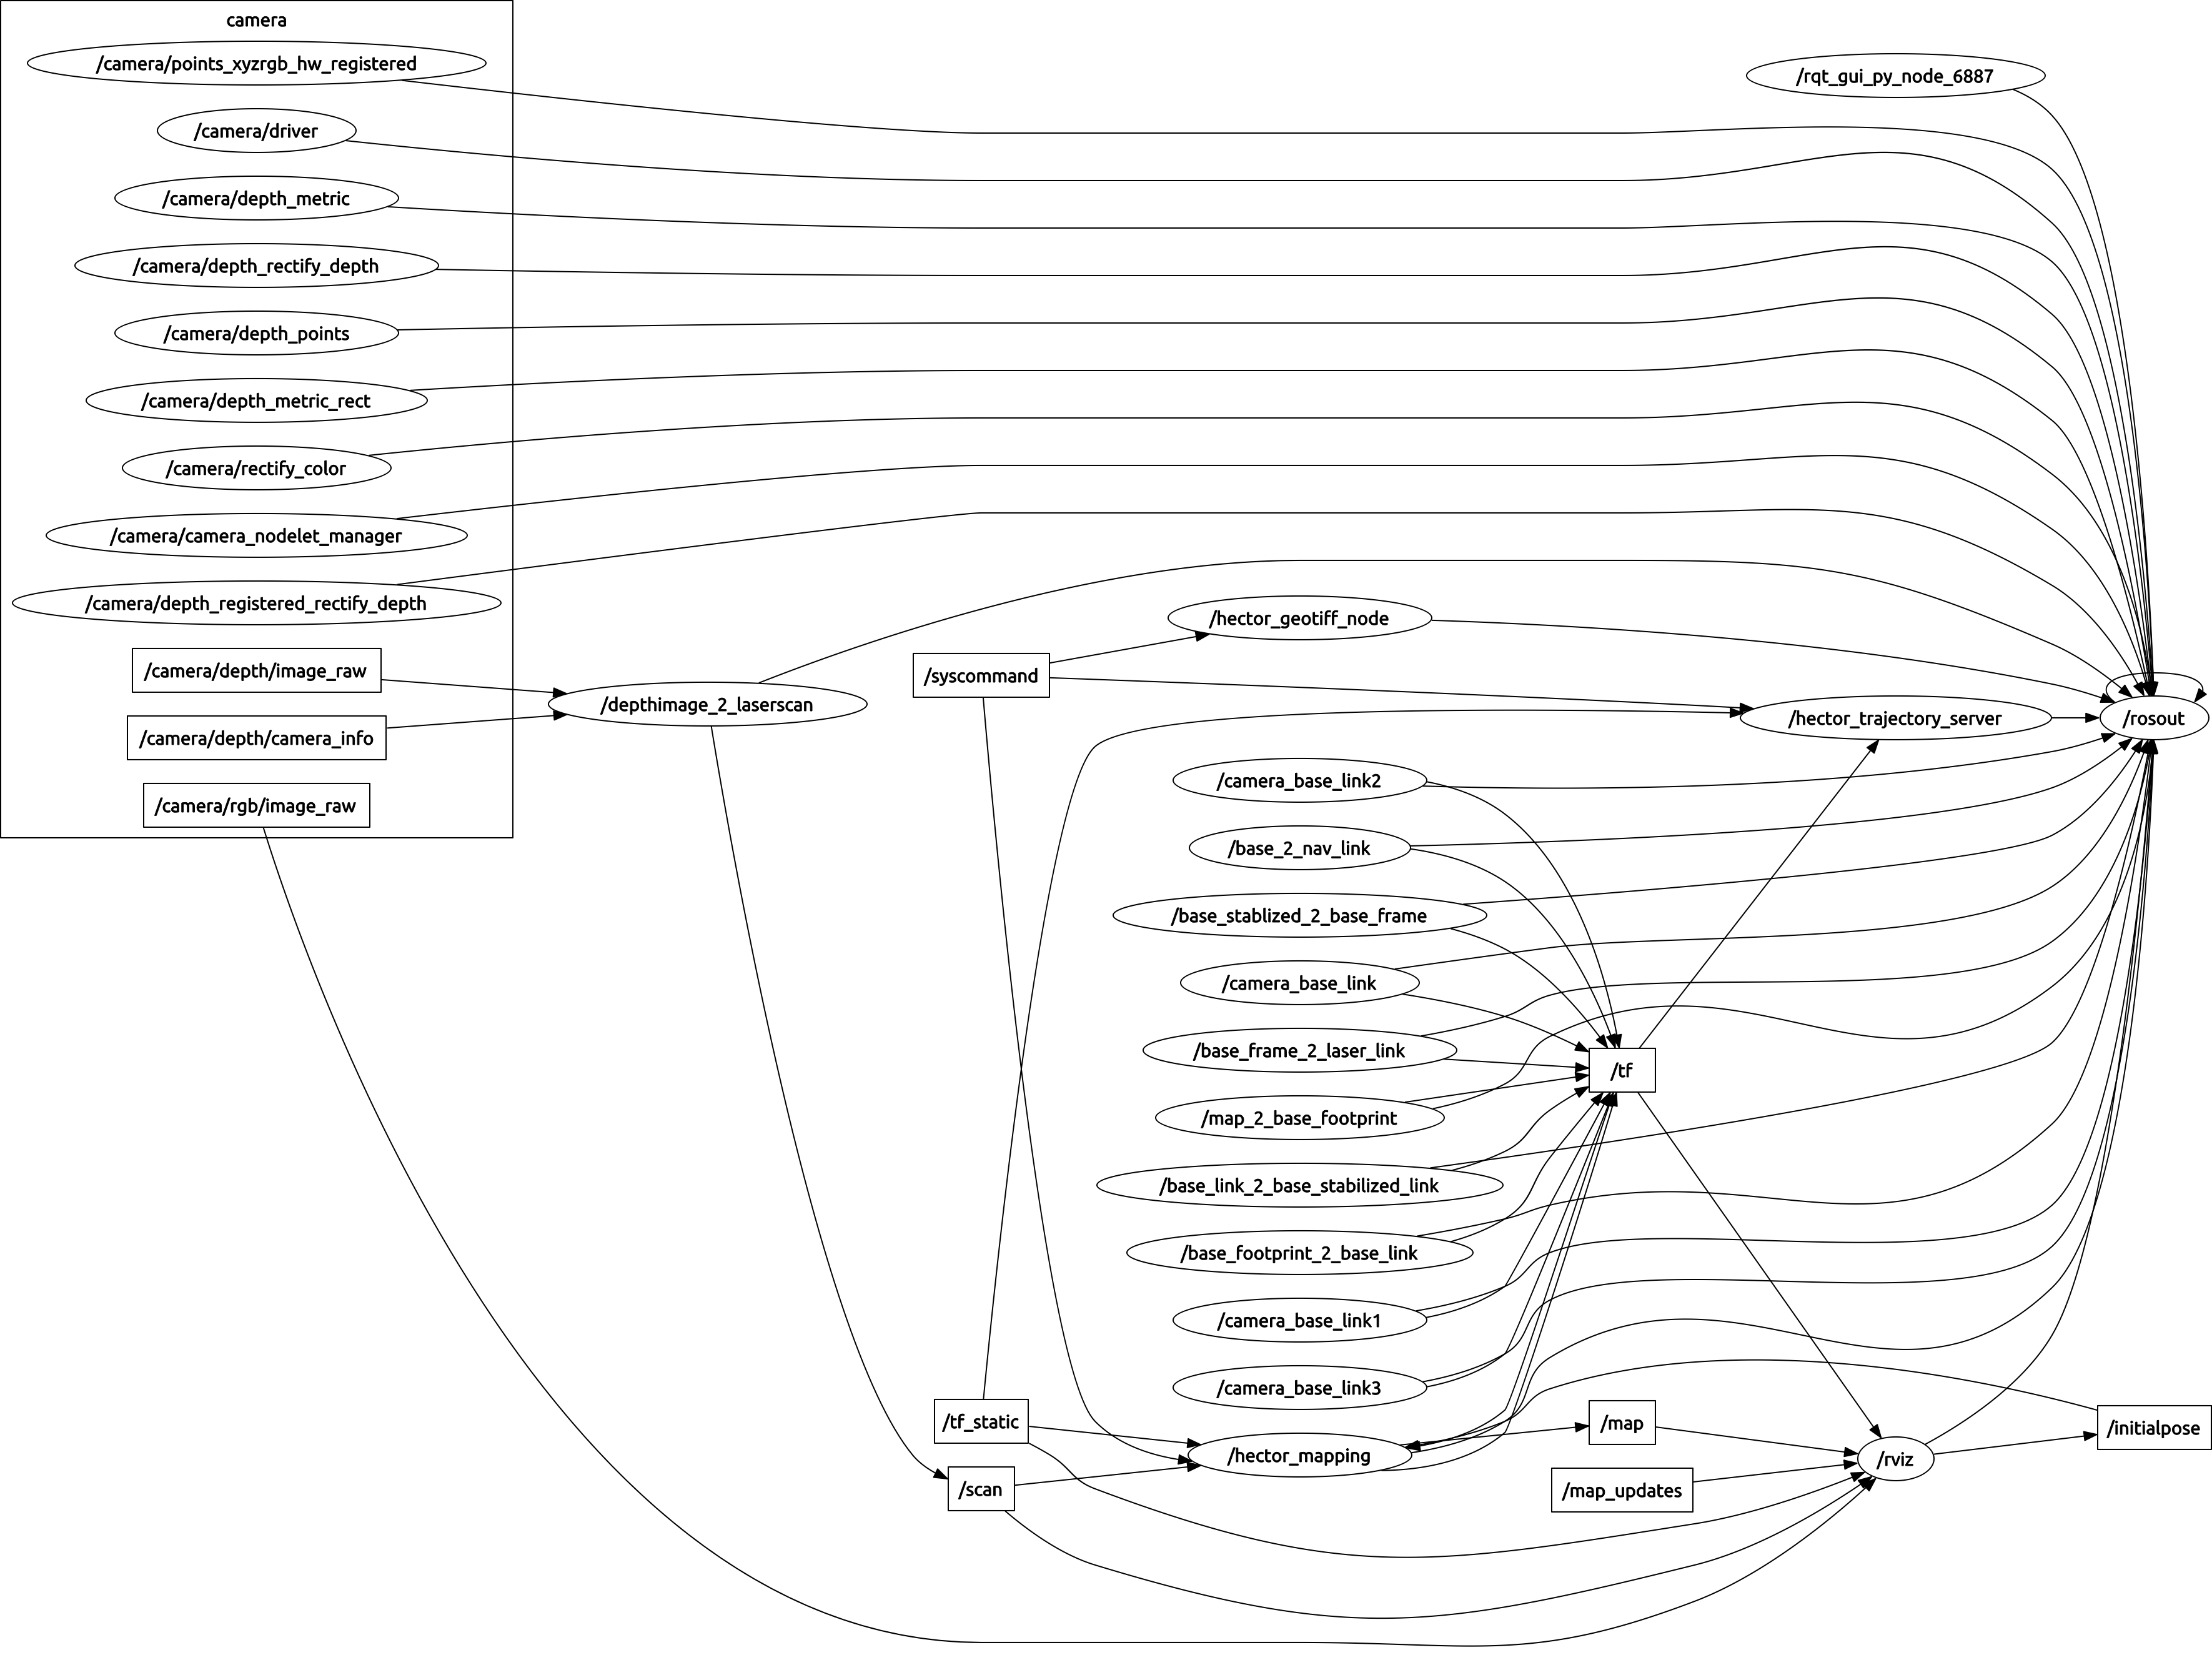 camera
/camera/points_xyzrgb_hw_registered
/rqt_gui_py_node_6887
/camera/driver
/camera/depth_metric
/camera/depth_rectify_depth
/camera/depth_points
/camera/depth_metric_rect
/camera/rectify_color
/camera/camera_nodelet_manager
/camera/depth_registered_rectify_depth
/hector_geotiff_node
/camera/depth/image_raw
/syscommand
/depthimage_2_laserscan
/hector_trajectory_server
/rosout
/camera/depth/camera_info
/camera_base_link2
/camera/rgb/image_raw
/base_2_nav_link
/base_stablized_2_base_frame
/camera_base_link
/base_frame_2_laser_link
/tf
/map_2_base_footprint
/base_link_2_base_stabilized_link
/base_footprint_2_base_link
/camera_base_link1
/camera_base_link3
/tf_static
/map
/initialpose
/hector_mapping
/rviz
/scan
/map_updates